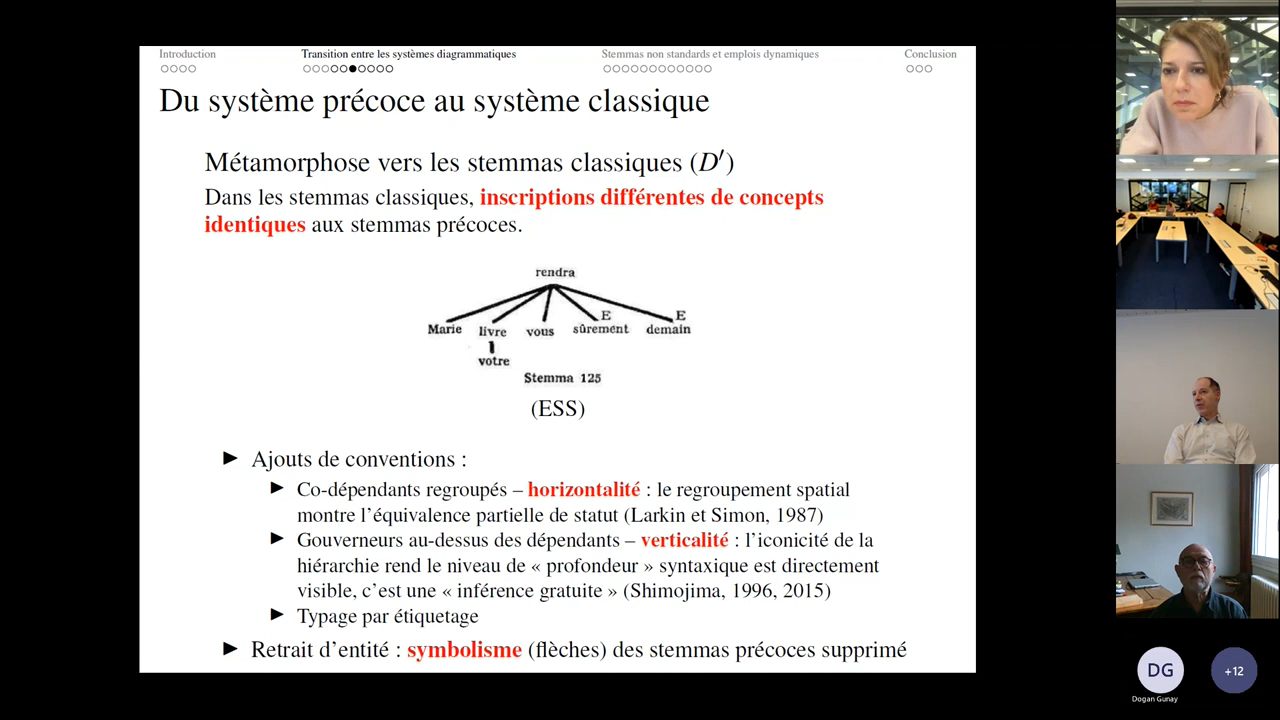 Introduction
Transition entre les systèmes diagrammatiques
Stemmas non standards et emplois dynamiques
Conclusion
Du système précoce au système classique
Métamorphose vers les stemmas classiques (D′)
Dans les stemmas classiques, inscriptions différentes de concepts
identiques aux stemmas précoces.
rendra
E E
Marie livre vous sûrement demain
votre
Stemma 125
(ESS)
► Ajouts de conventions :
► Co-dépendants regroupés – horizontalité : le regroupement spatial
montre l’équivalence partielle de statut (Larkin et Simon, 1987)
► Gouverneurs au-dessus des dépendants – verticalité : l’iconicité de la
hiérarchie rend le niveau de « profondeur » syntaxique est directement
visible, c’est une « inférence gratuite » (Shimojima, 1996, 2015)
► Typage par étiquetage
► Retrait d’entité : symbolisme (flèches) des stemmas précoces supprimé
DG
+12
Dogan Gunay